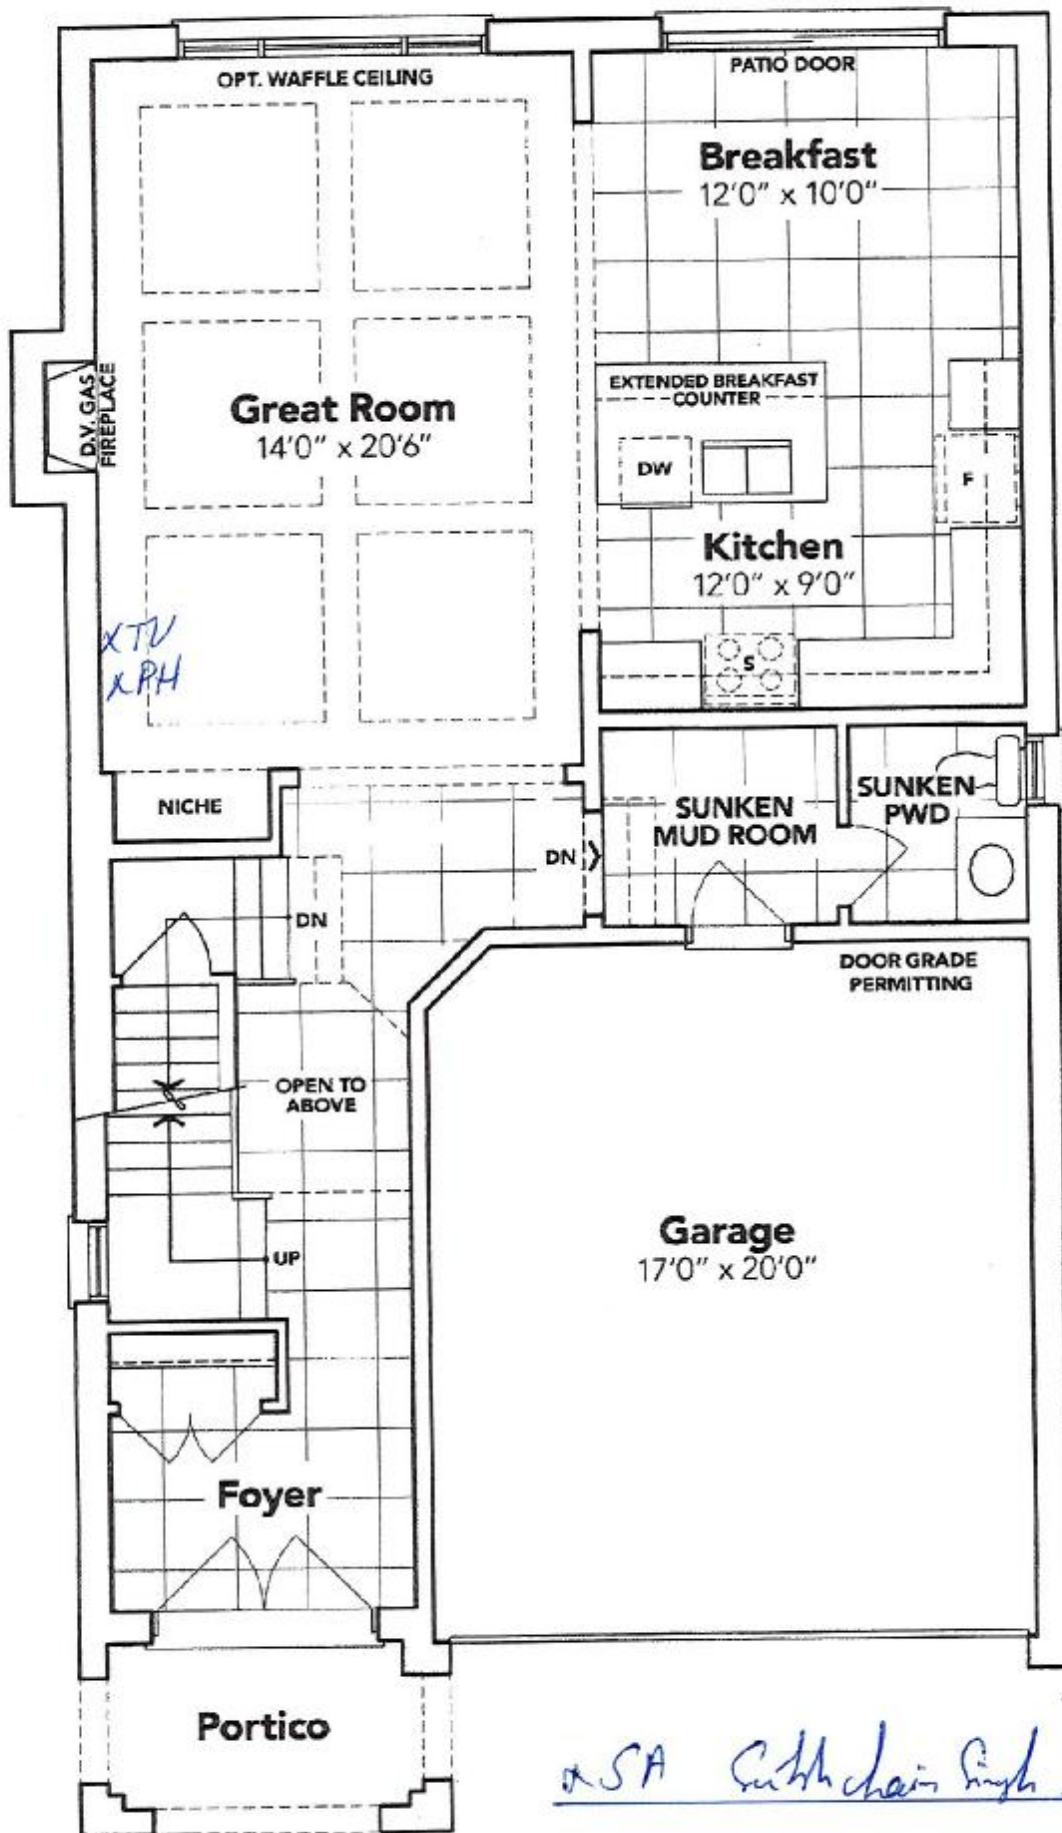 OPT. WAFFLE CEILING
PATIO DOOR
Breakfast
12'0" x 10'0"
D.V. GAS
FIREPLACE
Great Room
14'0" x 20'6"
EXTENDED BREAKFAST
COUNTER
DW
F
Kitchen
12'0" x 9'0"
xTV
xPH
S
NICHE
SUNKEN
MUD ROOM
SUNKEN
PWD
DN
DN
DOOR GRADE
PERMITTING
OPEN TO
ABOVE
UP
Garage
17'0" x 20'0"
Foyer
Portico
xSA Singh